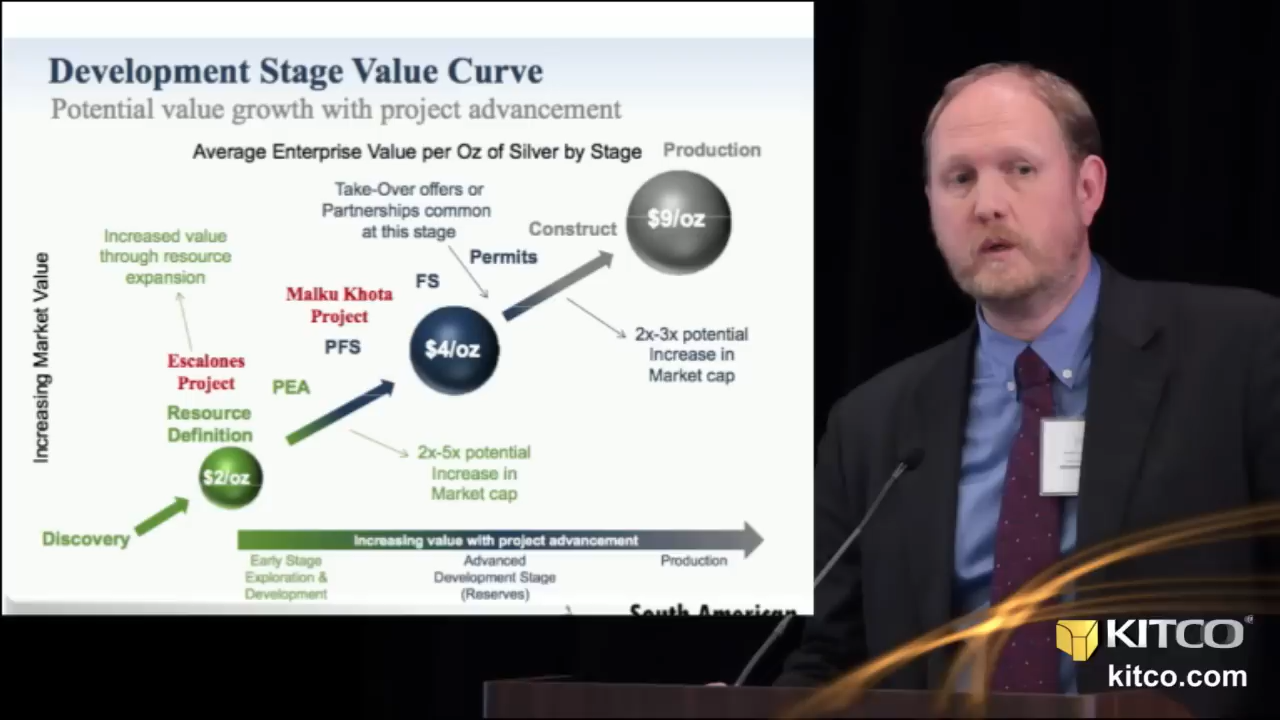 Development Stage Value Curve
Potential value growth with project advancement
Average Enterprise Value per Oz of Silver by Stage
Production
$9/oz
Take-Over offers or
Partnerships common
at this stage
Construct
Permits
FS
Increased value
through resource
expansion
Malku Khota
Project
PFS
$4/oz
2x-3x potential
Increase in
Market cap
Increasing Market Value
Escalones
Project
PEA
Resource
Definition
$2/oz
2x-5x potential
Increase in
Market cap
Discovery
Increasing value with project advancement
Early Stage
Exploration &
Development
Advanced
Development Stage
(Reserves)
Production
South American
KITCO
kitco.com